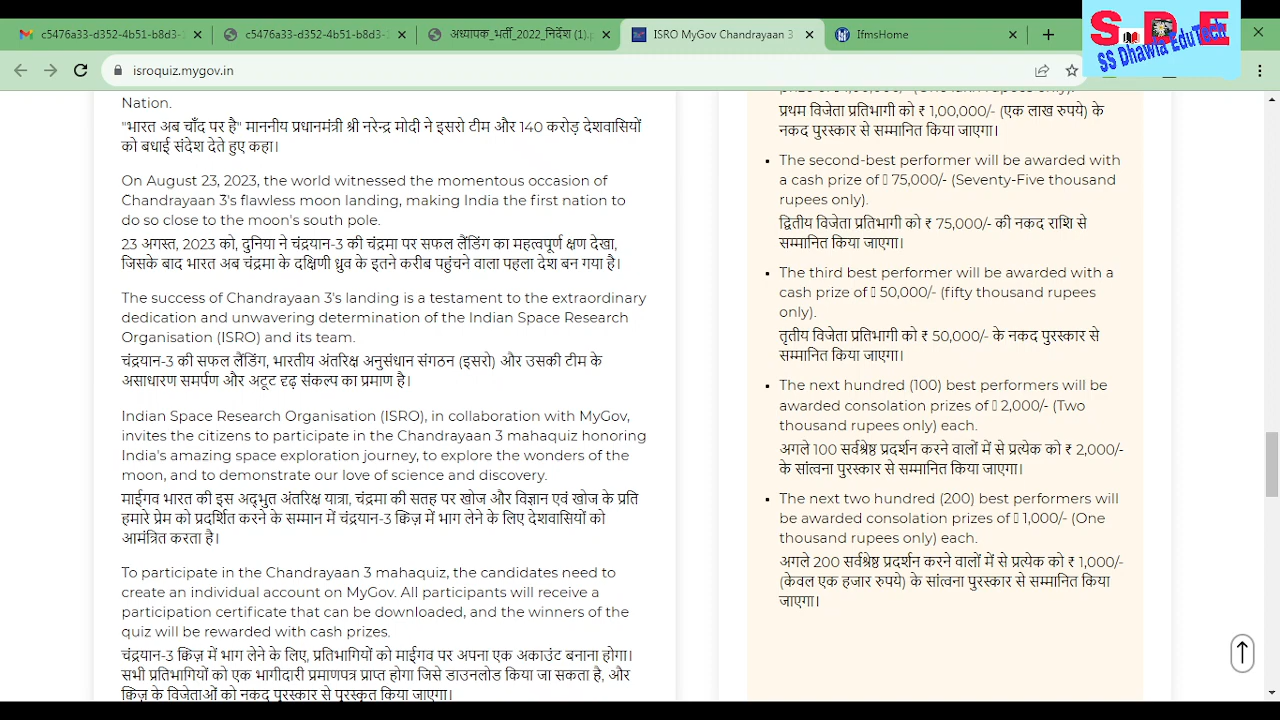 c5476a33-d352-4b51-b8d3-1
c5476a33-d352-4b51-b8d3-1
अध्यापक_भर्ती_2022_निर्देश (1).p
ISRO MyGov Chandrayaan 3
IfmsHome
S D E
SS Dhawla EduTech
isroquiz.mygov.in
Nation.
"भारत अब चाँद पर है" माननीय प्रधानमंत्री श्री नरेन्द्र मोदी ने इसरो टीम और 140 करोड़ देशवासियों
को बधाई संदेश देते हुए कहा।
On August 23, 2023, the world witnessed the momentous occasion of
Chandrayaan 3's flawless moon landing, making India the first nation to
do so close to the moon's south pole.
23 अगस्त, 2023 को, दुनिया ने चंद्रयान-3 की चंद्रमा पर सफल लैंडिंग का महत्वपूर्ण क्षण देखा,
जिसके बाद भारत अब चंद्रमा के दक्षिणी ध्रुव के इतने करीब पहुंचने वाला पहला देश बन गया है।
The success of Chandrayaan 3's landing is a testament to the extraordinary
dedication and unwavering determination of the Indian Space Research
Organisation (ISRO) and its team.
चंद्रयान-3 की सफल लैंडिंग, भारतीय अंतरिक्ष अनुसंधान संगठन (इसरो) और उसकी टीम के
असाधारण समर्पण और अटूट दृढ़ संकल्प का प्रमाण है।
Indian Space Research Organisation (ISRO), in collaboration with MyGov,
invites the citizens to participate in the Chandrayaan 3 mahaquiz honoring
India's amazing space exploration journey, to explore the wonders of the
moon, and to demonstrate our love of science and discovery.
माईगव भारत की इस अद्भुत अंतरिक्ष यात्रा, चंद्रमा की सतह पर खोज और विज्ञान एवं खोज के प्रति
हमारे प्रेम को प्रदर्शित करने के सम्मान में चंद्रयान-3 क्विज़ में भाग लेने के लिए देशवासियों को
आमंत्रित करता है।
To participate in the Chandrayaan 3 mahaquiz, the candidates need to
create an individual account on MyGov. All participants will receive a
participation certificate that can be downloaded, and the winners of the
quiz will be rewarded with cash prizes.
चंद्रयान-3 क्विज़ में भाग लेने के लिए, प्रतिभागियों को माईगव पर अपना एक अकाउंट बनाना होगा।
सभी प्रतिभागियों को एक भागीदारी प्रमाणपत्र प्राप्त होगा जिसे डाउनलोड किया जा सकता है, और
क्विज़ के विजेताओं को नकद पुरस्कार से पुरस्कृत किया जाएगा।
प्रथम विजेता प्रतिभागी को ₹ 1,00,000/- (एक लाख रुपये) के
नकद पुरस्कार से सम्मानित किया जाएगा।
The second-best performer will be awarded with
a cash prize of 75,000/- (Seventy-Five thousand
rupees only).
द्वितीय विजेता प्रतिभागी को ₹ 75,000/- की नकद राशि से
सम्मानित किया जाएगा।
The third best performer will be awarded with a
cash prize of 50,000/- (fifty thousand rupees
only).
तृतीय विजेता प्रतिभागी को ₹ 50,000/- के नकद पुरस्कार से
सम्मानित किया जाएगा।
The next hundred (100) best performers will be
awarded consolation prizes of 2,000/- (Two
thousand rupees only) each.
अगले 100 सर्वश्रेष्ठ प्रदर्शन करने वालों में से प्रत्येक को ₹ 2,000/-
के सांत्वना पुरस्कार से सम्मानित किया जाएगा।
The next two hundred (200) best performers will
be awarded consolation prizes of 1,000/- (One
thousand rupees only) each.
अगले 200 सर्वश्रेष्ठ प्रदर्शन करने वालों में से प्रत्येक को ₹ 1,000/-
(केवल एक हजार रुपये) के सांत्वना पुरस्कार से सम्मानित किया
जाएगा।